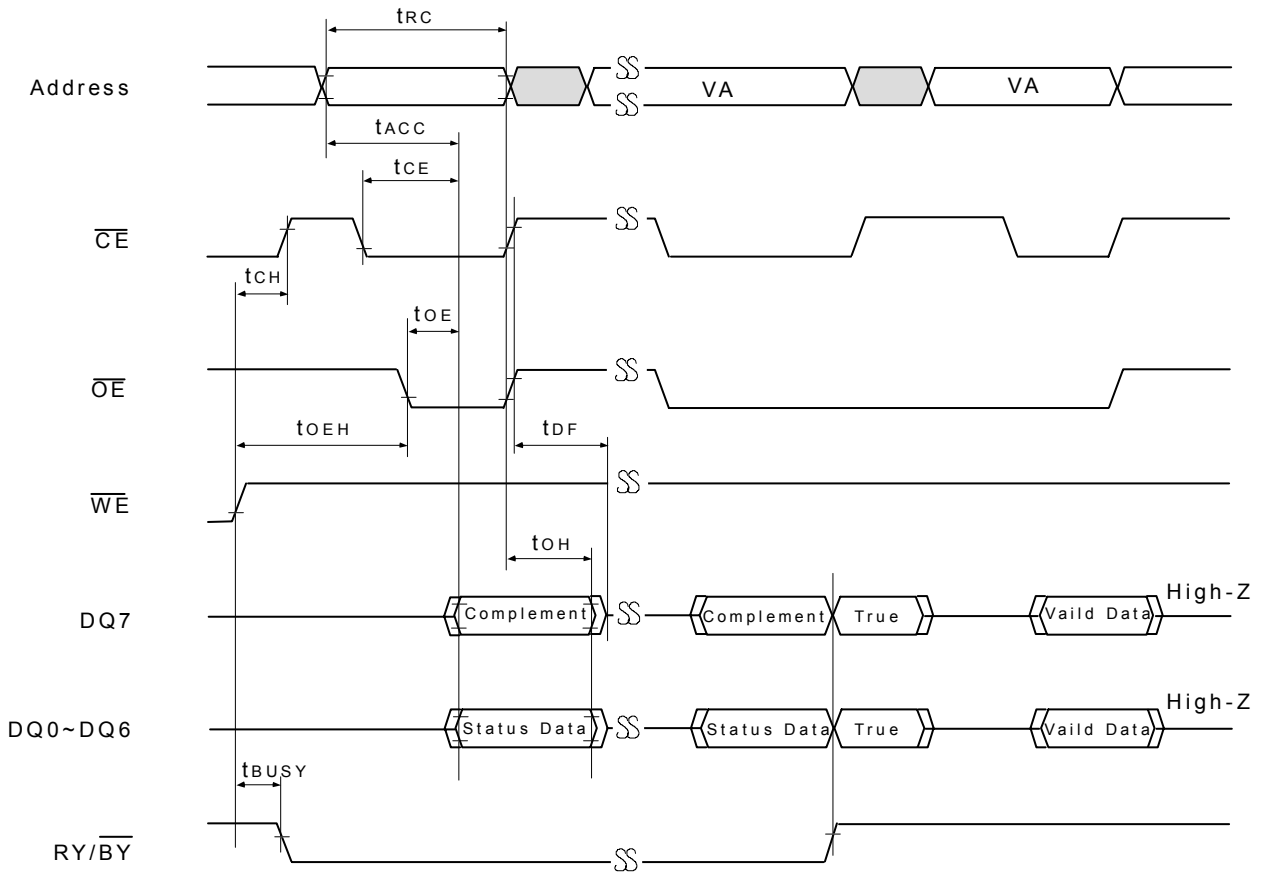 tRC
Address VA VA
tACC
tCE
CE
tCH
tOE
OE
tOEH tDF
WE
tOH
DQ7 Complement Complement True Vaild Data High-Z
DQ0~DQ6 Status Data Status Data True Vaild Data High-Z
tBUSY
RY/BY